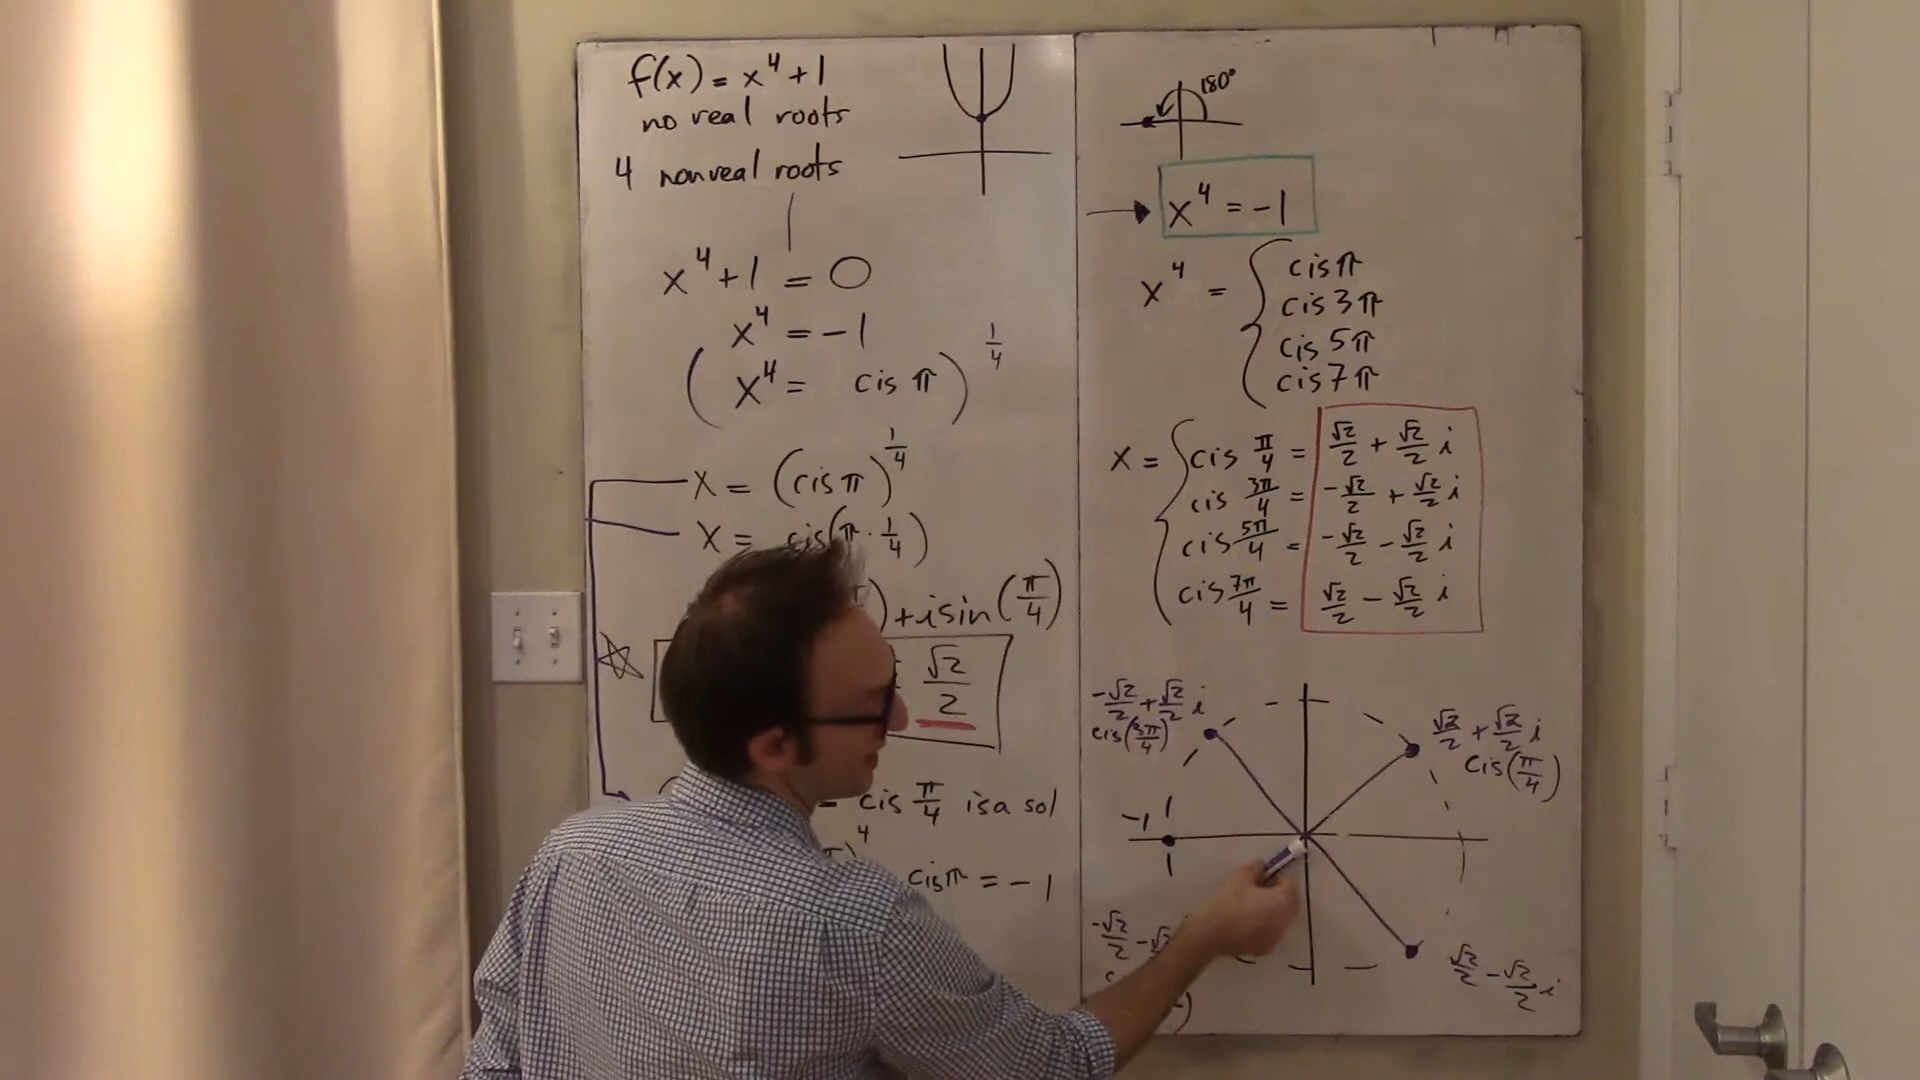 f(x) = x⁴ + 1
no real roots
4 nonreal roots
x⁴ + 1 = 0
x⁴ = -1
(x⁴ = cis π)^(1/4)
x = (cis π)^(1/4)
x = cis(π · 1/4)
) + i sin(π/4)
√2/2
= cis π/4 is a sol
4
cis π = -1
180°
x⁴ = -1
x⁴ = { cis π
cis 3π
cis 5π
cis 7π
x = { cis π/4 = √2/2 + √2/2 i
cis 3π/4 = -√2/2 + √2/2 i
cis 5π/4 = -√2/2 - √2/2 i
cis 7π/4 = √2/2 - √2/2 i
-√2/2 + √2/2 i
cis(3π/4)
√2/2 + √2/2 i
cis(π/4)
-1
-√2/2 - √2
√2/2 - √2/2 i